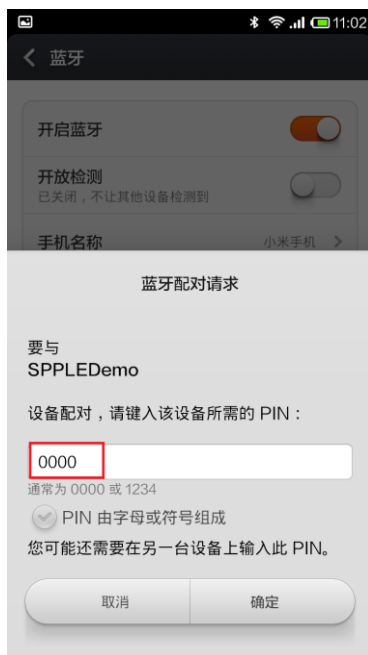 11:02
蓝牙
开启蓝牙
开放检测
已关闭，不让其他设备检测到
手机名称 小米手机
蓝牙配对请求
要与
SPPLEDemo
设备配对，请键入该设备所需的 PIN：
0000
通常为 0000 或 1234
PIN 由字母或符号组成
您可能还需要在另一台设备上输入此 PIN。
取消 确定